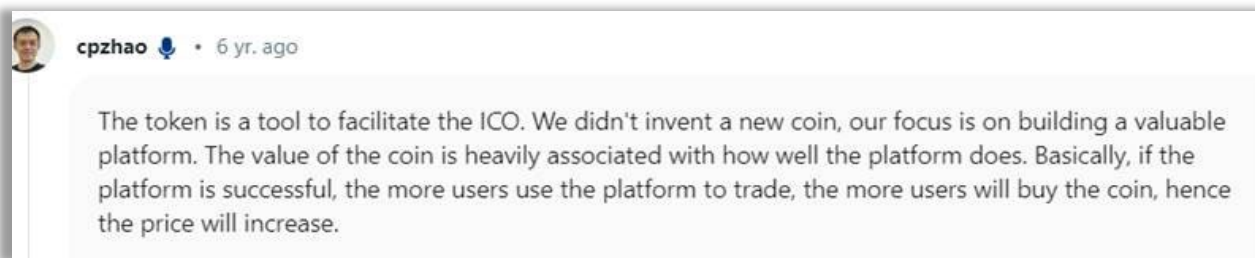 cpzhao • 6 yr. ago
The token is a tool to facilitate the ICO. We didn't invent a new coin, our focus is on building a valuable
platform. The value of the coin is heavily associated with how well the platform does. Basically, if the
platform is successful, the more users use the platform to trade, the more users will buy the coin, hence
the price will increase.